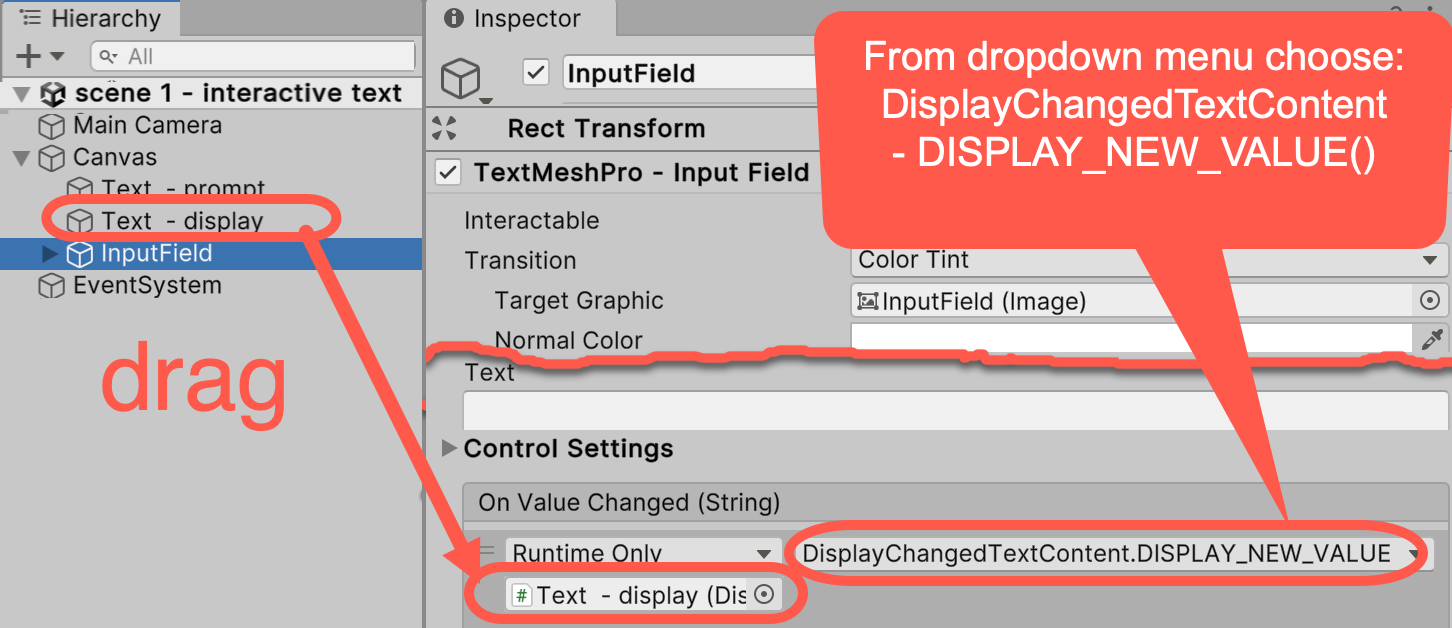 Hierarchy
All
scene 1 - interactive text
Main Camera
Canvas
Text - prompt
Text - display
InputField
EventSystem
drag
Inspector
InputField
Rect Transform
TextMeshPro - Input Field
Interactable
Transition
Color Tint
Target Graphic
InputField (Image)
Normal Color
Text
Control Settings
On Value Changed (String)
Runtime Only
DisplayChangedTextContent.DISPLAY_NEW_VALUE
# Text - display (Dis
From dropdown menu choose:
DisplayChangedTextContent
- DISPLAY_NEW_VALUE()